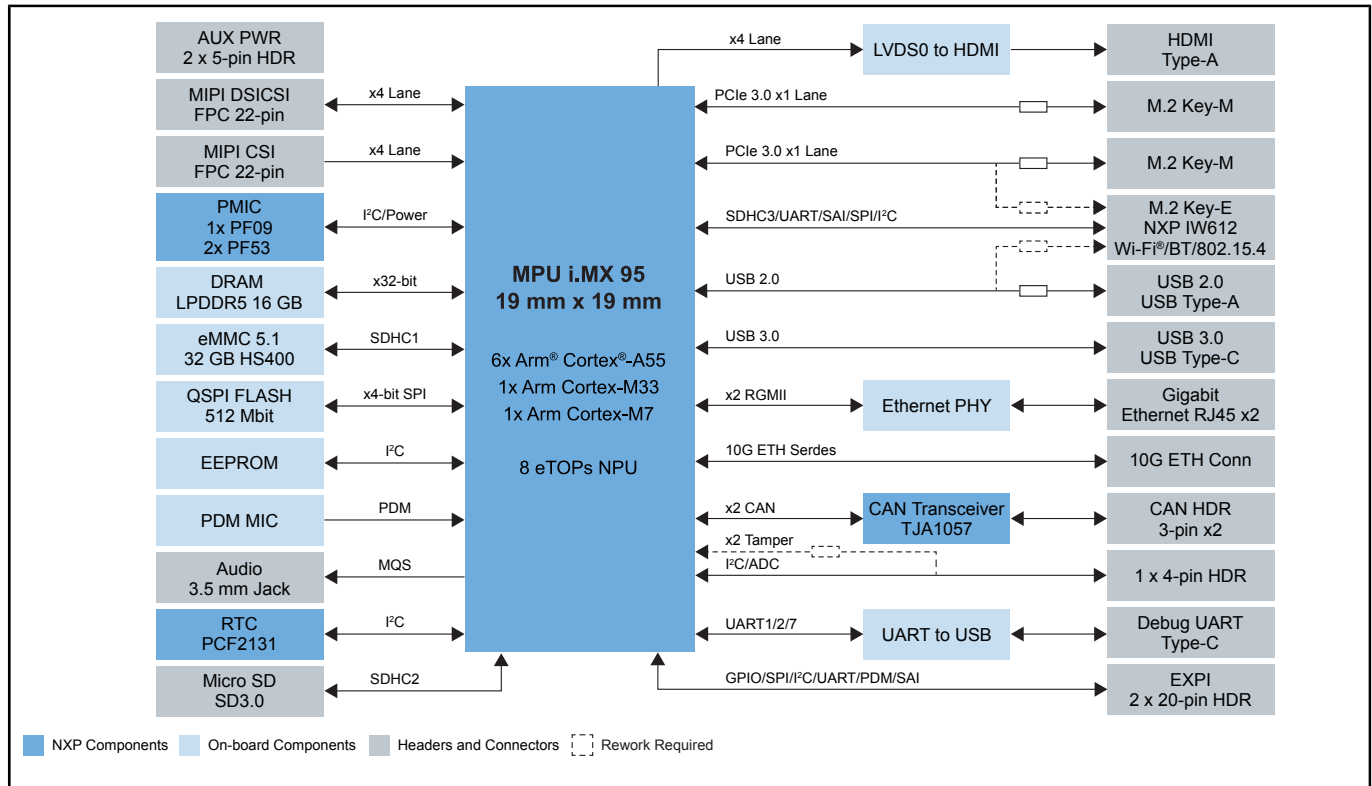 AUX PWR
2 x 5-pin HDR
MIPI DSICSI
FPC 22-pin
x4 Lane
MIPI CSI
FPC 22-pin
x4 Lane
PMIC
1x PF09
2x PF53
I²C/Power
DRAM
LPDDR5 16 GB
x32-bit
eMMC 5.1
32 GB HS400
SDHC1
QSPI FLASH
512 Mbit
x4-bit SPI
EEPROM
I²C
PDM MIC
PDM
Audio
3.5 mm Jack
MQS
RTC
PCF2131
I²C
Micro SD
SD3.0
SDHC2
MPU i.MX 95
19 mm x 19 mm
6x Arm® Cortex®-A55
1x Arm Cortex-M33
1x Arm Cortex-M7
8 eTOPs NPU
x4 Lane
LVDS0 to HDMI
HDMI
Type-A
PCIe 3.0 x1 Lane
M.2 Key-M
PCIe 3.0 x1 Lane
M.2 Key-M
SDHC3/UART/SAI/SPI/I²C
M.2 Key-E
NXP IW612
Wi-Fi®/BT/802.15.4
USB 2.0
USB 2.0
USB Type-A
USB 3.0
USB 3.0
USB Type-C
x2 RGMII
Ethernet PHY
Gigabit
Ethernet RJ45 x2
10G ETH Serdes
10G ETH Conn
x2 CAN
CAN Transceiver
TJA1057
CAN HDR
3-pin x2
x2 Tamper
I²C/ADC
1 x 4-pin HDR
UART1/2/7
UART to USB
Debug UART
Type-C
GPIO/SPI/I²C/UART/PDM/SAI
EXPI
2 x 20-pin HDR
NXP Components
On-board Components
Headers and Connectors
Rework Required